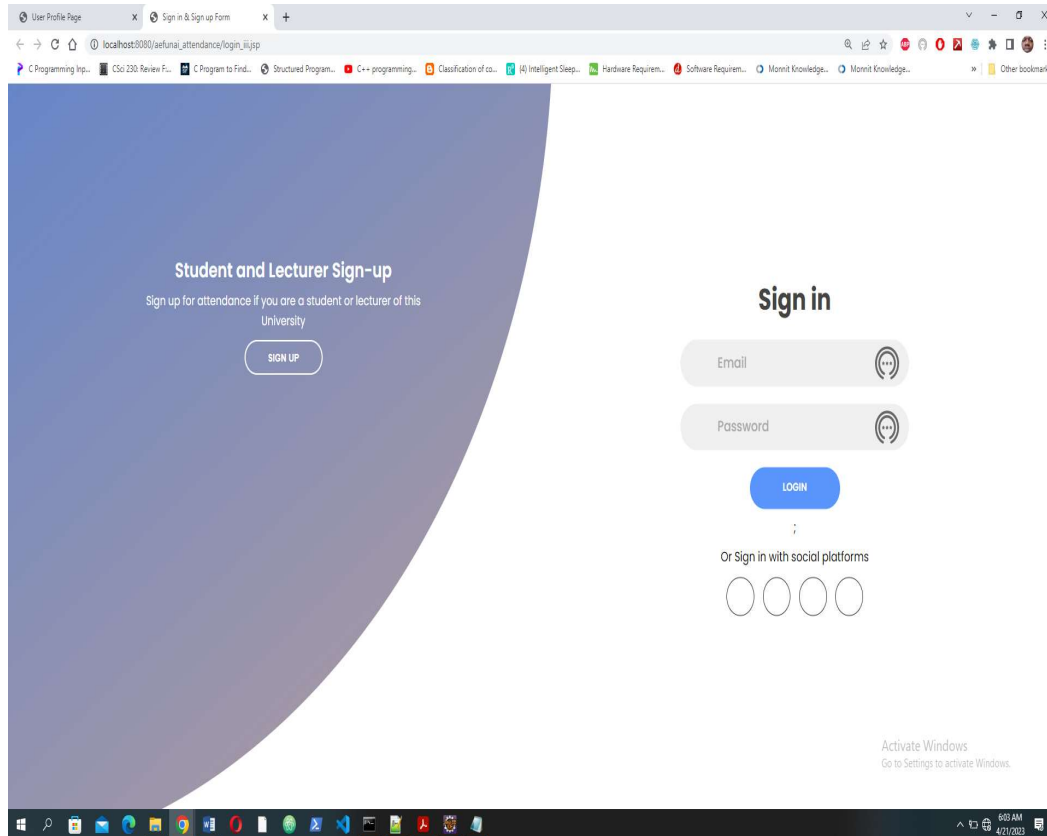 User Profile Page
Sign in & Sign up Form
localhost:8080/aefunai_attendance/login_iii.jsp
C Programming Inp...
CSci 230: Review F...
C Program to Find...
Structured Program...
C++ programming...
Classification of co...
(4) Intelligent Sleep...
Hardware Requirem...
Software Requirem...
Monnit Knowledge...
Monnit Knowledge...
»
Other bookmark
Student and Lecturer Sign-up
Sign up for attendance if you are a student or lecturer of this
University
SIGN UP
Sign in
Email
Password
LOGIN
;
Or Sign in with social platforms
Activate Windows
Go to Settings to activate Windows.
6:03 AM
4/21/2023